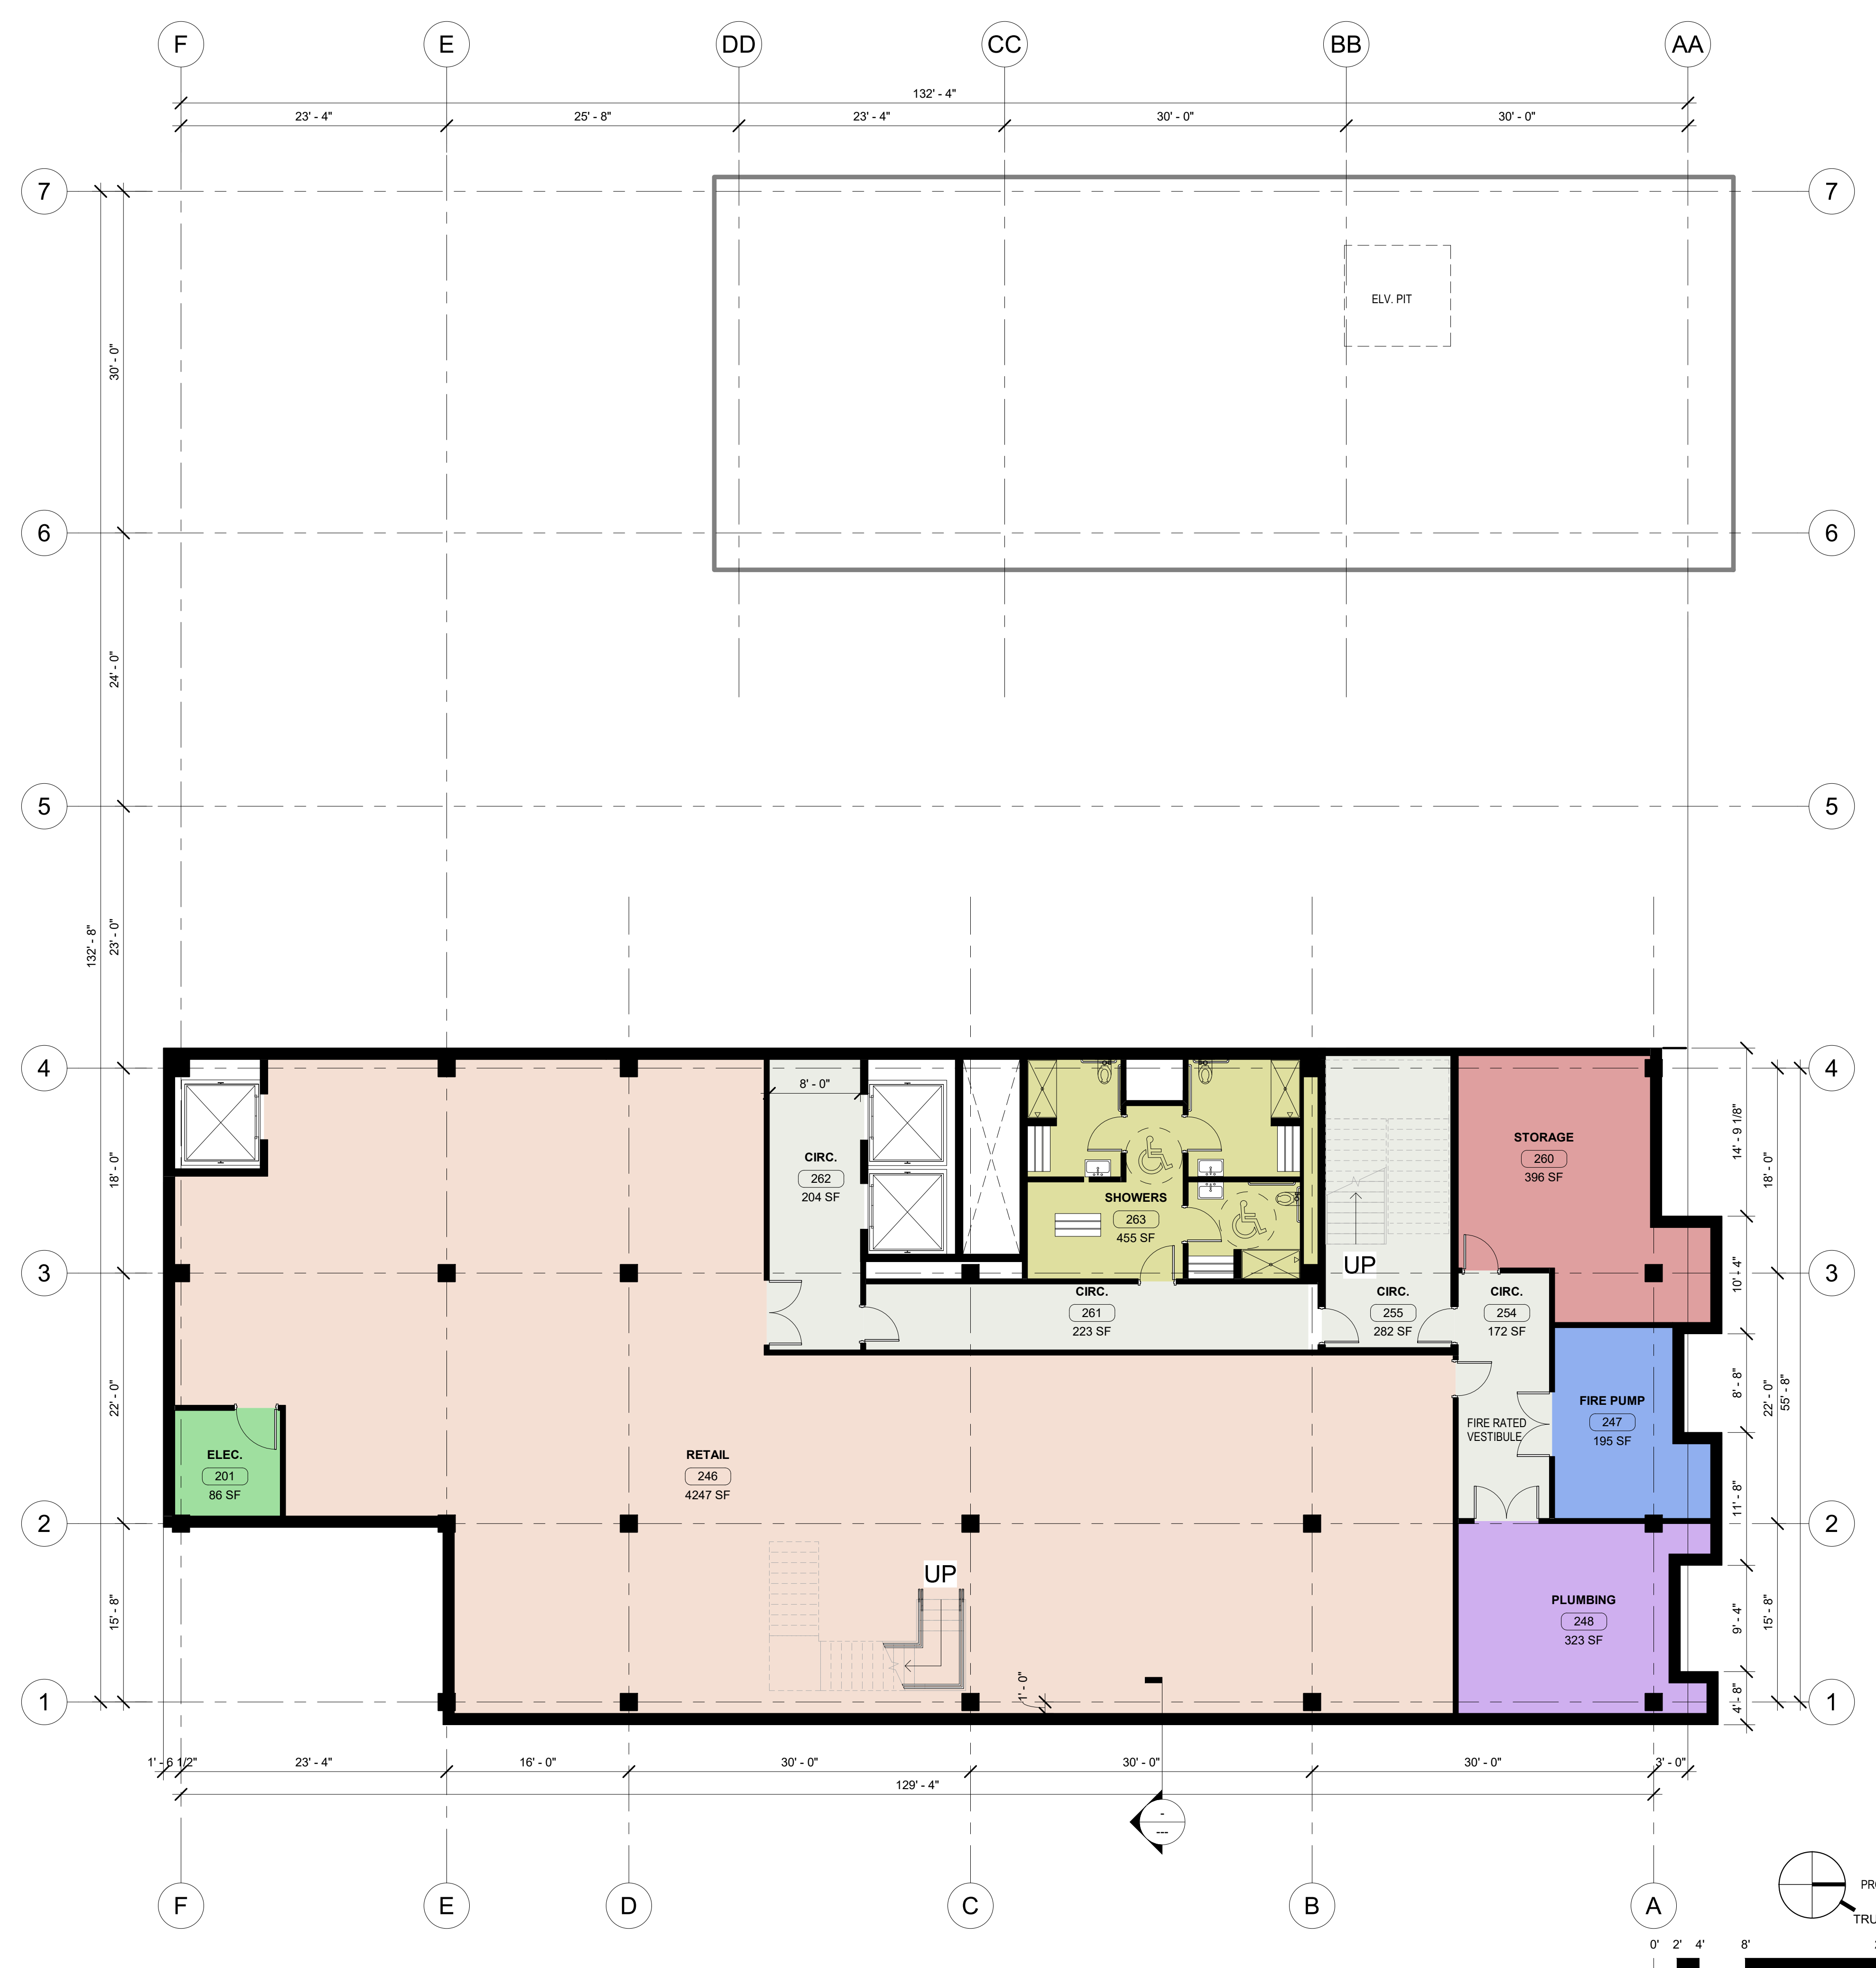 F E DD CC BB AA
132' - 4"
23' - 4" 25' - 8" 23' - 4" 30' - 0" 30' - 0"
7 7
ELV. PIT
30' - 0"
6 6
24' - 0"
5 5
132' - 8"
23' - 0"
4 4
8' - 0"
14' - 9 1/8"
STORAGE
260
396 SF
CIRC.
262
204 SF
18' - 0" 18' - 0"
SHOWERS
263
455 SF
UP
3 3
10' - 4"
CIRC.
261
223 SF
CIRC.
255
282 SF
CIRC.
254
172 SF
22' - 0"
8' - 8"
22' - 0"
55' - 8"
FIRE PUMP
247
195 SF
FIRE RATED
VESTIBULE
ELEC.
201
86 SF
RETAIL
246
4247 SF
11' - 8"
2 2
UP
15' - 8"
PLUMBING
248
323 SF
9' - 4"
15' - 8"
1' - 0"
4' - 8"
1 1
1' - 6 1/2" 23' - 4" 16' - 0" 30' - 0" 30' - 0" 30' - 0" 3' - 0"
129' - 4"
-
---
F E D C B A
PRO
TRU
0' 2' 4' 8'